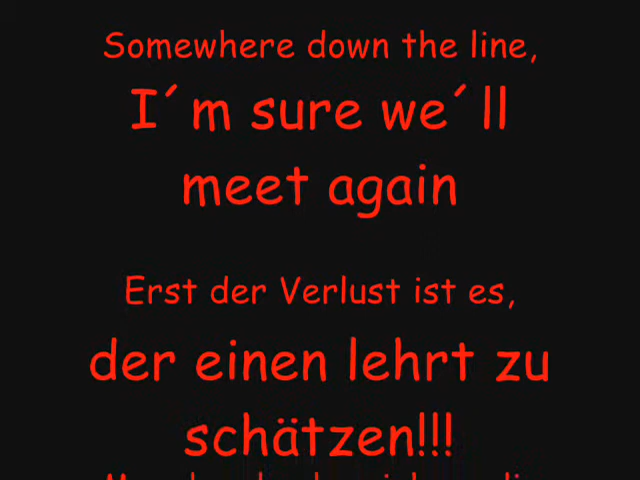 Somewhere down the line,
I´m sure we´ll
meet again
Erst der Verlust ist es,
der einen lehrt zu
schätzen!!!